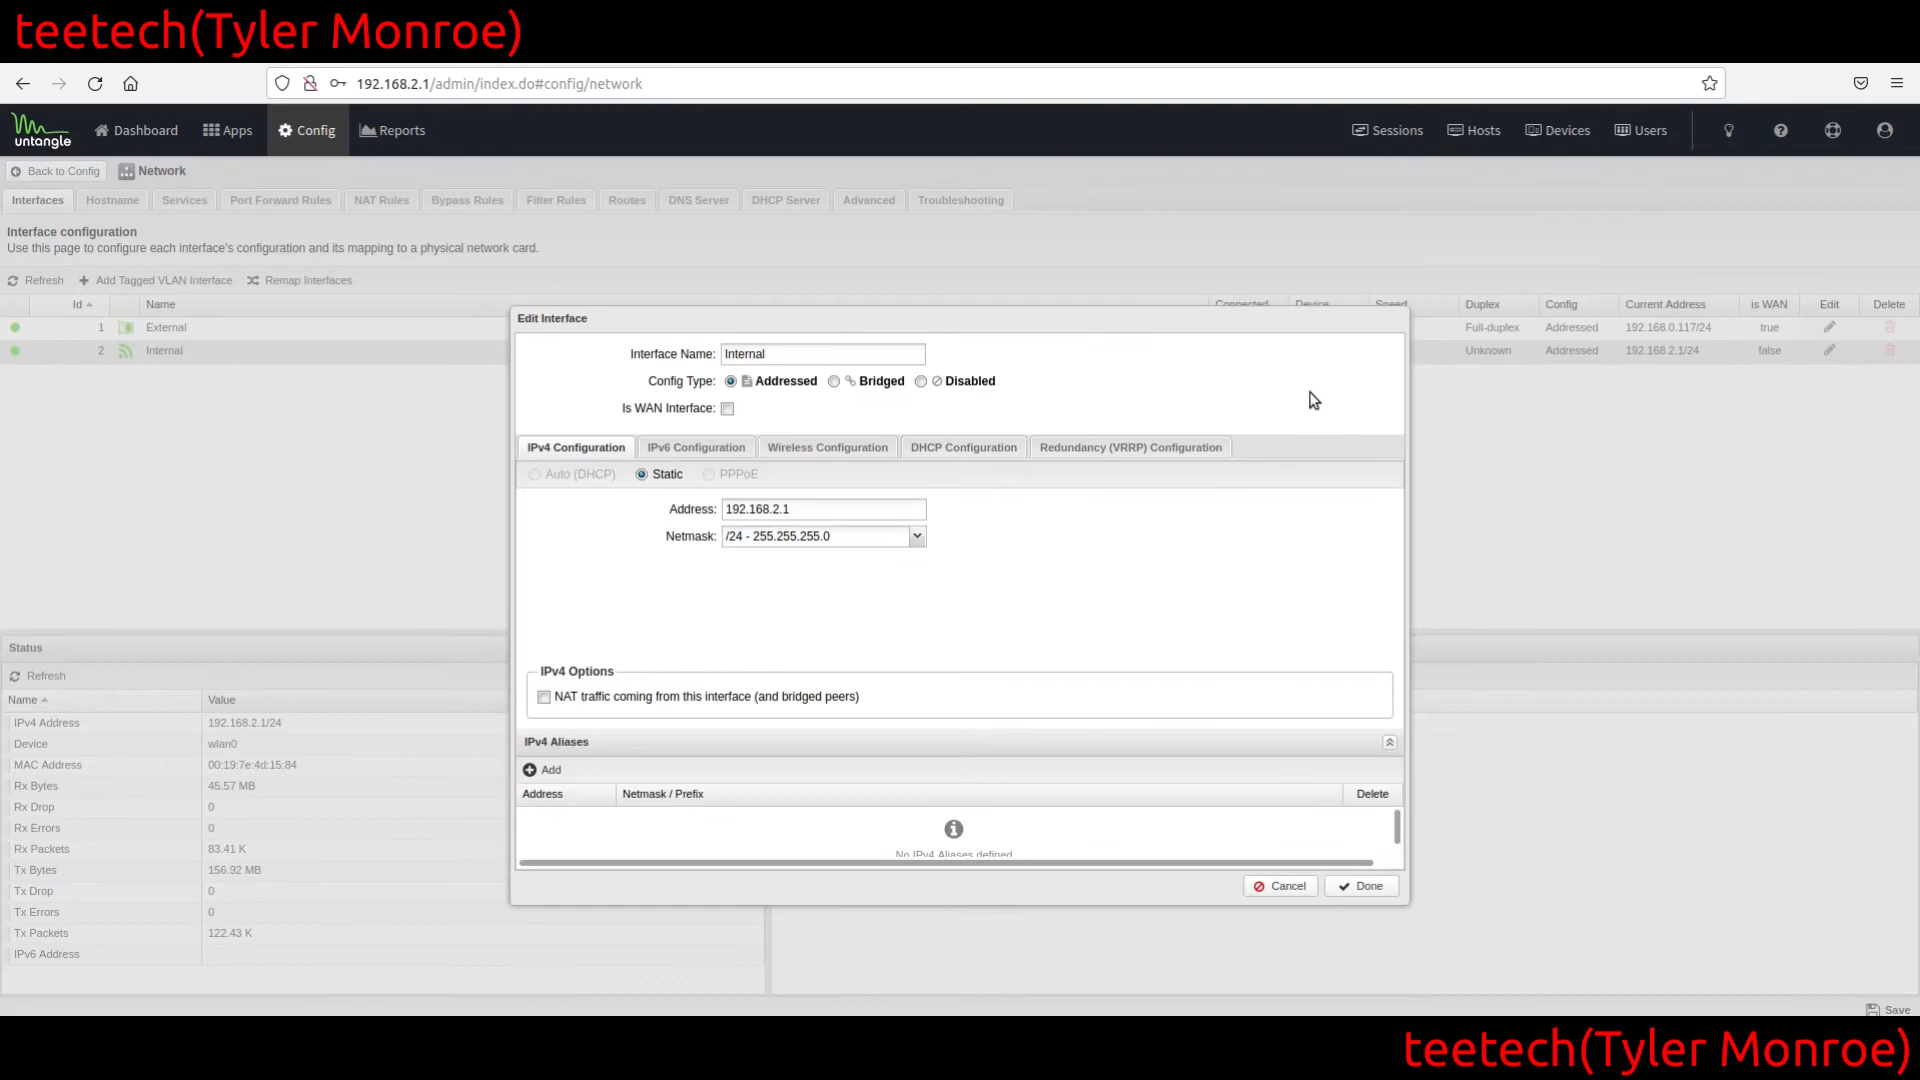 teetech(Tyler Monroe)
192.168.2.1/admin/index.do#config/network
untangle
Dashboard
Apps
Config
Reports
Sessions
Hosts
Devices
Users
Back to Config
Network
Interfaces
Hostname
Services
Port Forward Rules
NAT Rules
Bypass Rules
Filter Rules
Routes
DNS Server
DHCP Server
Advanced
Troubleshooting
Interface configuration
Use this page to configure each interface's configuration and its mapping to a physical network card.
Refresh
Add Tagged VLAN Interface
Remap Interfaces
Id
Name
Connected
Device
Speed
Duplex
Config
Current Address
is WAN
Edit
Delete
1 External Full-duplex Addressed 192.168.0.117/24 true
2 Internal Unknown Addressed 192.168.2.1/24 false
Edit Interface
Interface Name: Internal
Config Type: Addressed Bridged Disabled
Is WAN Interface:
IPv4 Configuration
IPv6 Configuration
Wireless Configuration
DHCP Configuration
Redundancy (VRRP) Configuration
Auto (DHCP) Static PPPoE
Address: 192.168.2.1
Netmask: /24 - 255.255.255.0
IPv4 Options
NAT traffic coming from this interface (and bridged peers)
IPv4 Aliases
Add
Address
Netmask / Prefix
Delete
No IPv4 Aliases defined
Cancel
Done
Status
Refresh
Name
Value
IPv4 Address 192.168.2.1/24
Device wlan0
MAC Address 00:19:7e:4d:15:84
Rx Bytes 45.57 MB
Rx Drop 0
Rx Errors 0
Rx Packets 83.41 K
Tx Bytes 156.92 MB
Tx Drop 0
Tx Errors 0
Tx Packets 122.43 K
IPv6 Address
Save
teetech(Tyler Monroe)